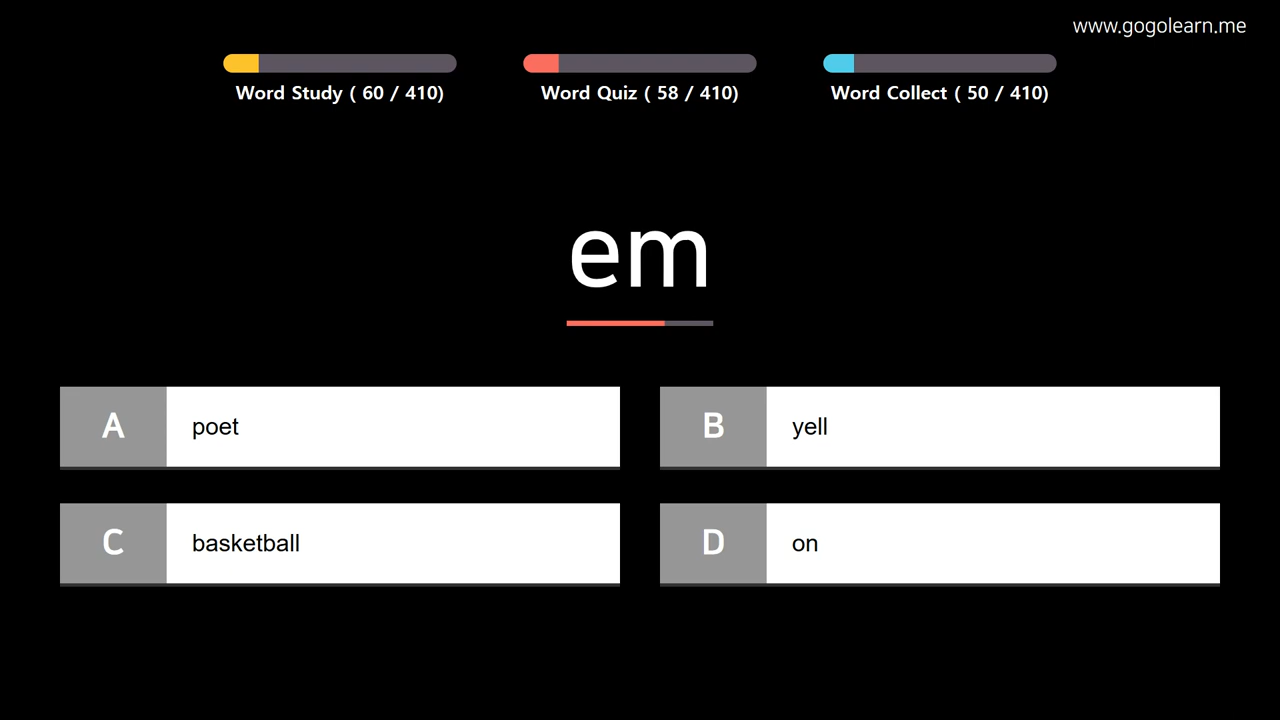 www.gogolearn.me
Word Study ( 60 / 410)
Word Quiz ( 58 / 410)
Word Collect ( 50 / 410)
em
A poet
B yell
C basketball
D on